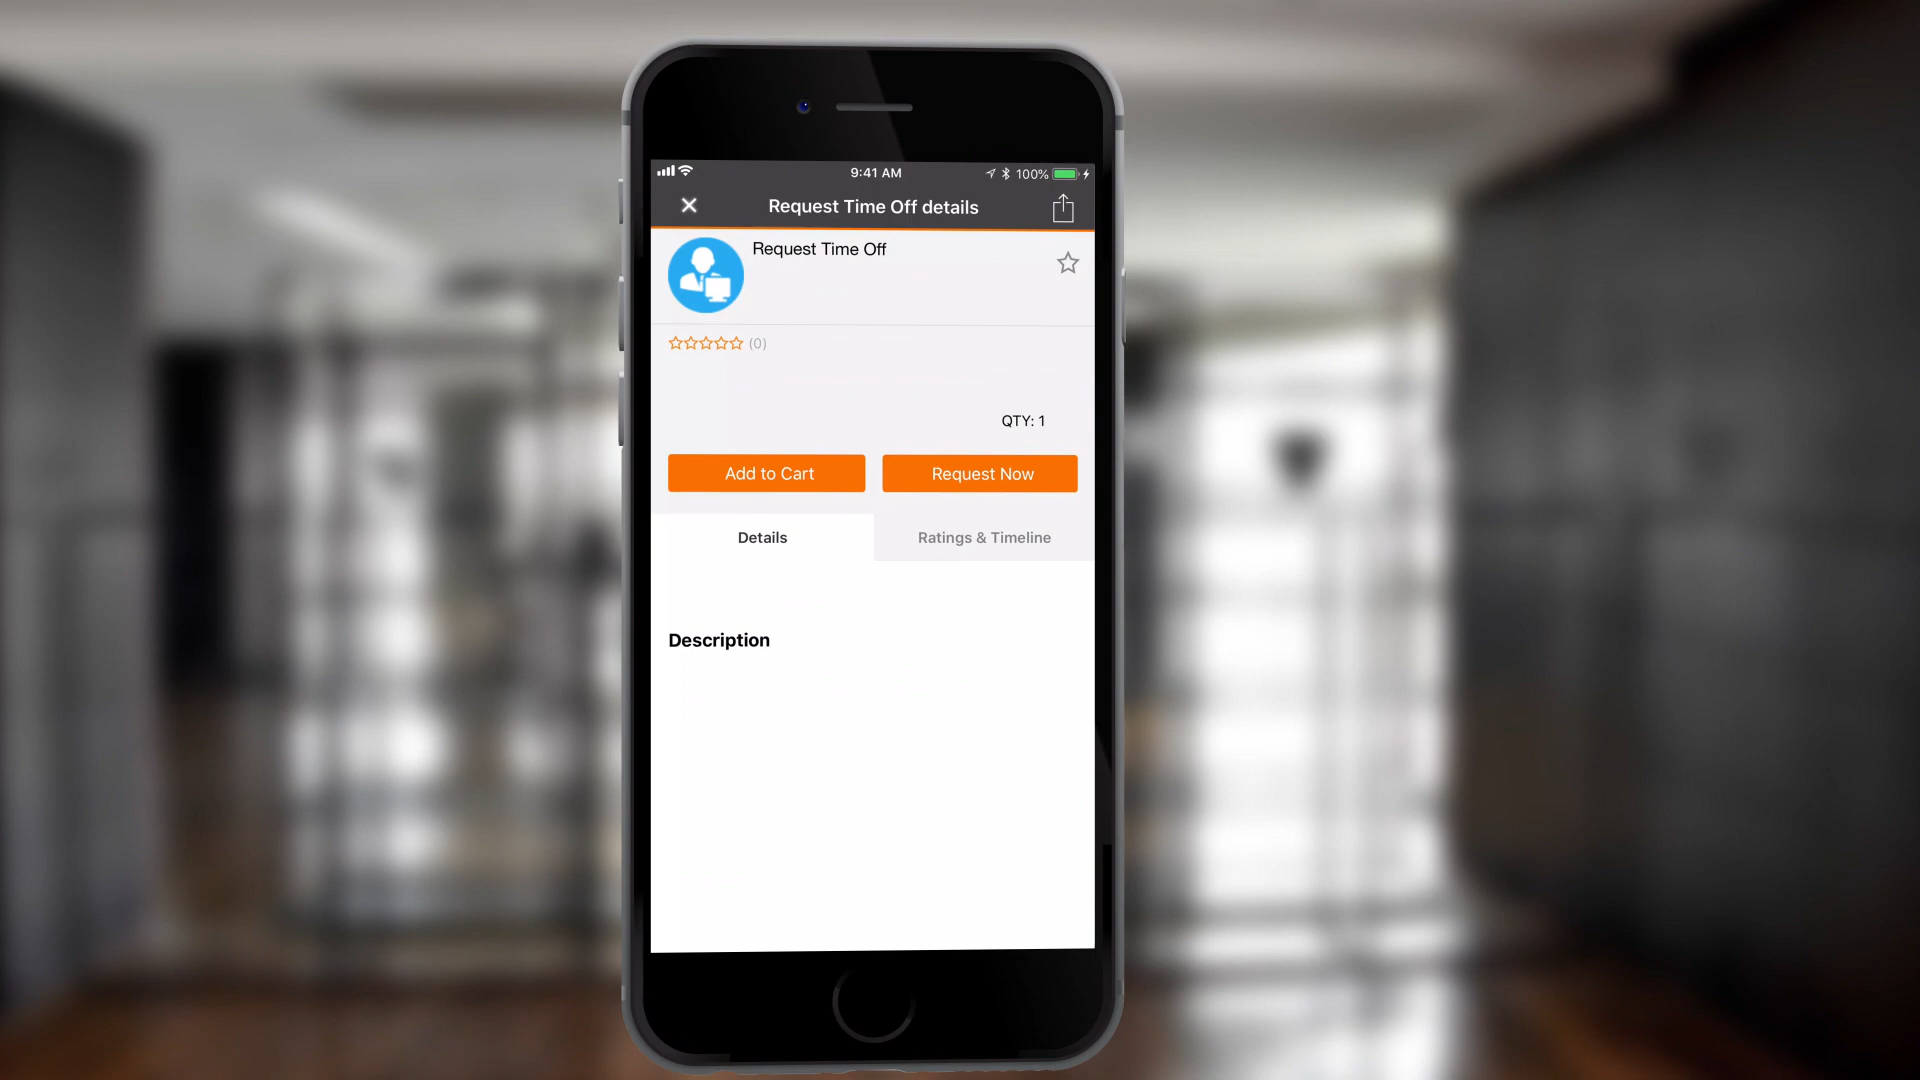 9:41 AM
100%
Request Time Off details
Request Time Off
(0)
QTY: 1
Add to Cart
Request Now
Details
Ratings & Timeline
Description